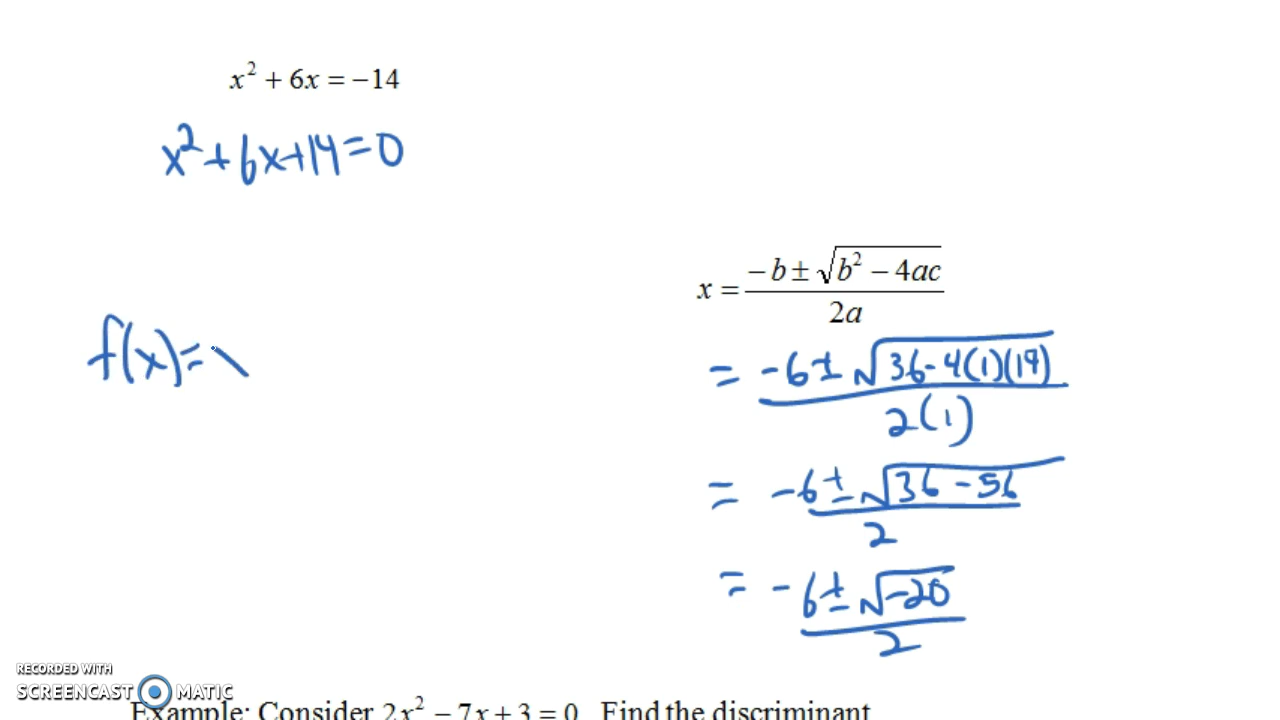 x² + 6x = −14
x²+6x+14=0
x = (−b ± √(b² − 4ac)) / 2a
= (-6 ± √(36-4(1)(14))) / 2(1)
f(x)=
= (-6 ± √(36-56)) / 2
= (-6 ± √(-20)) / 2
RECORDED WITH
SCREENCAST MATIC
Example: Consider 2x² − 7x + 3 = 0. Find the discriminant